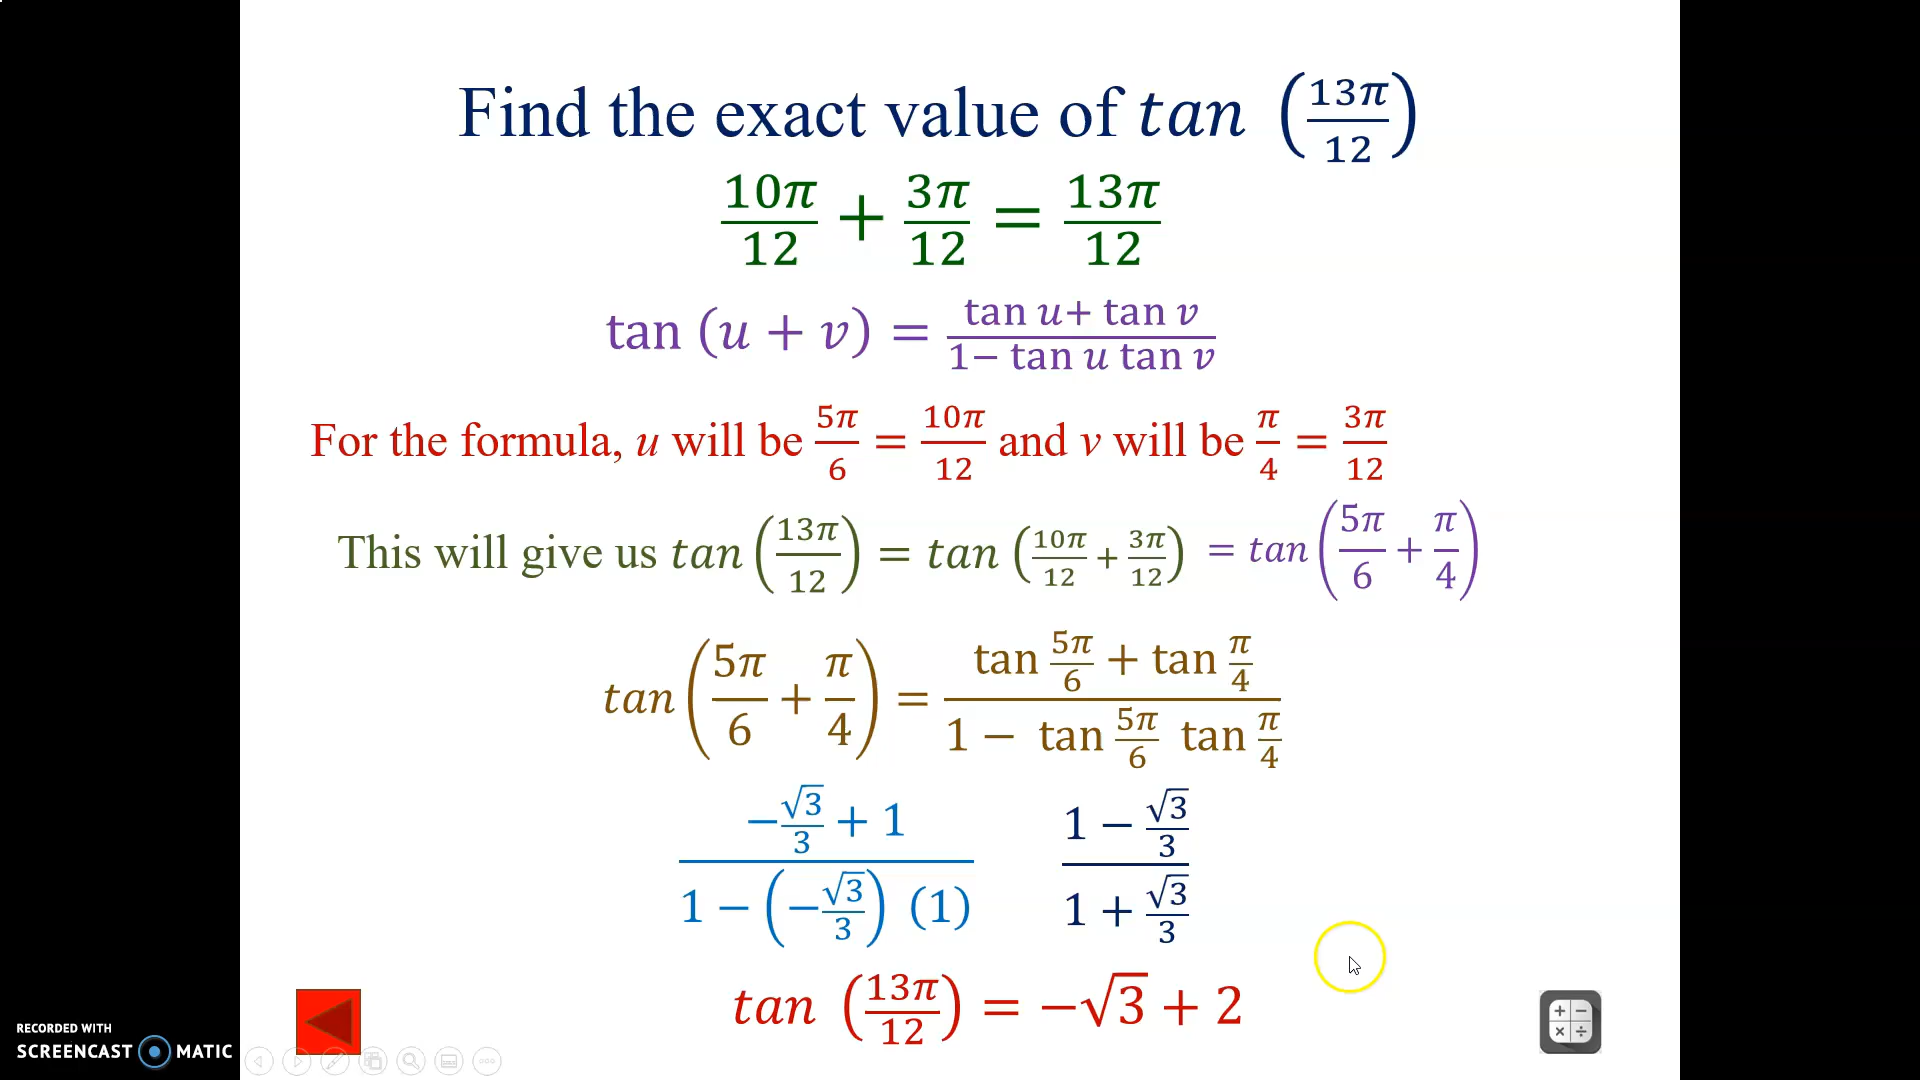 Find the exact value of tan (13π/12)
10π/12 + 3π/12 = 13π/12
tan (u + v) = (tan u+ tan v)/(1− tan u tan v)
For the formula, u will be 5π/6 = 10π/12 and v will be π/4 = 3π/12
This will give us tan (13π/12) = tan (10π/12 + 3π/12) = tan (5π/6 + π/4)
tan (5π/6 + π/4) = (tan 5π/6 + tan π/4)/(1 − tan 5π/6 tan π/4)
(−√3/3 + 1)/(1 − (−√3/3) (1)) (1 − √3/3)/(1 + √3/3)
tan (13π/12) = −√3 + 2
RECORDED WITH
SCREENCAST MATIC